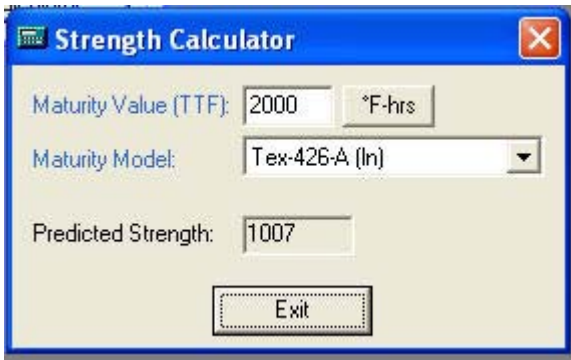 Strength Calculator
Maturity Value (TTF): 2000 °F-hrs
Maturity Model: Tex-426-A (ln)
Predicted Strength: 1007
Exit